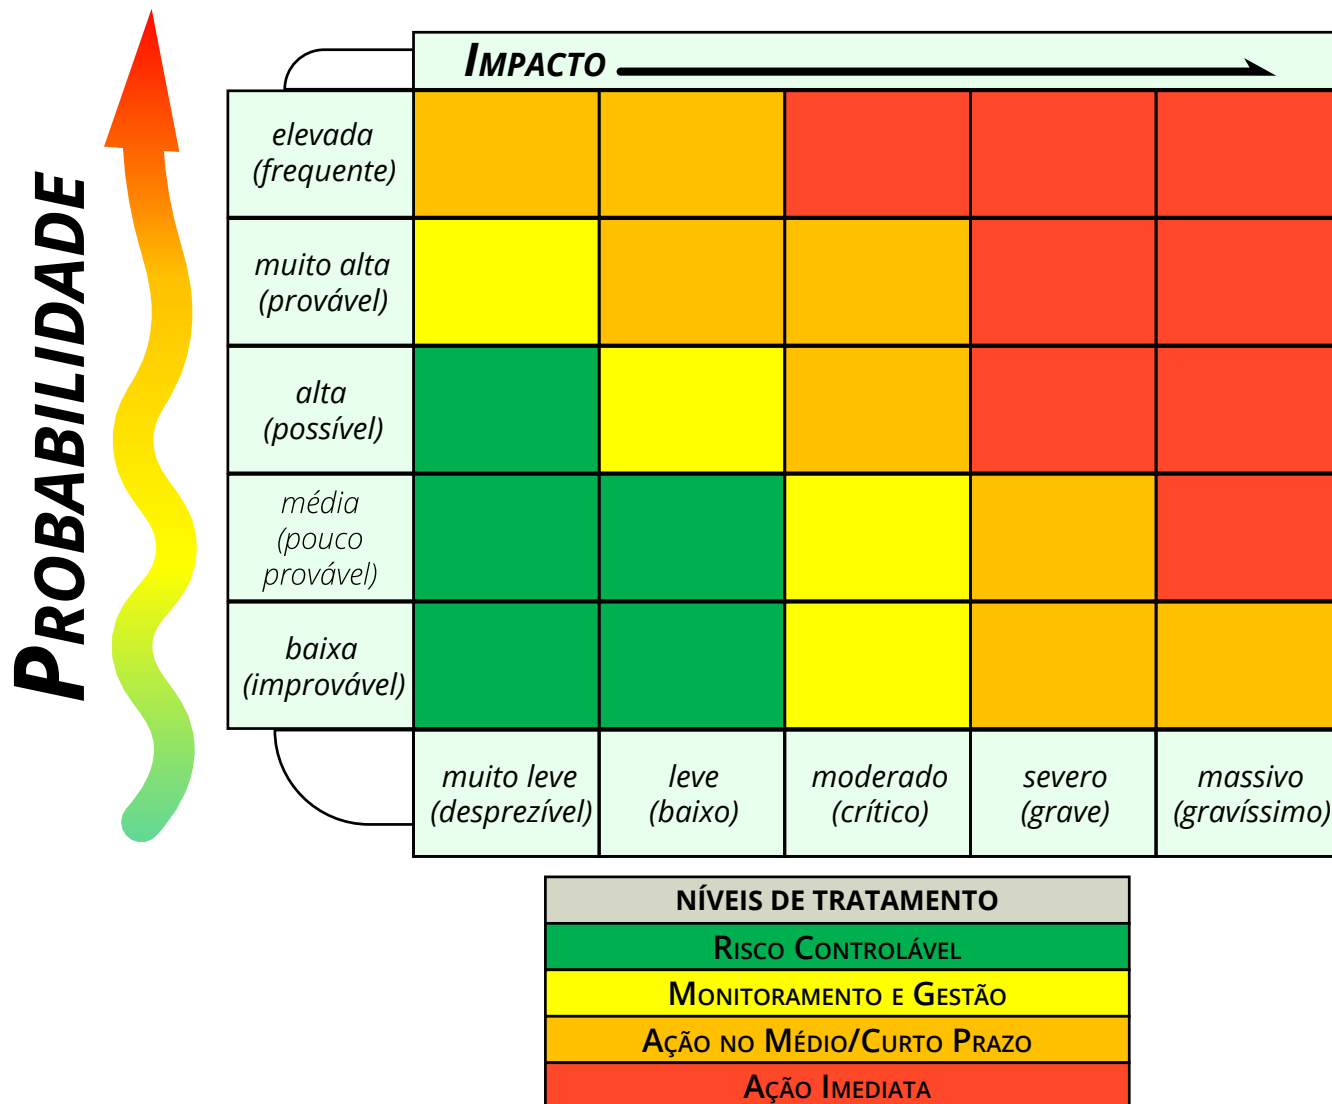 PROBABILIDADE
IMPACTO
elevada
(frequente)
muito alta
(provável)
alta
(possível)
média
(pouco
provável)
baixa
(improvável)
muito leve
(desprezível)
leve
(baixo)
moderado
(crítico)
severo
(grave)
massivo
(gravíssimo)
NÍVEIS DE TRATAMENTO
RISCO CONTROLÁVEL
MONITORAMENTO E GESTÃO
AÇÃO NO MÉDIO/CURTO PRAZO
AÇÃO IMEDIATA